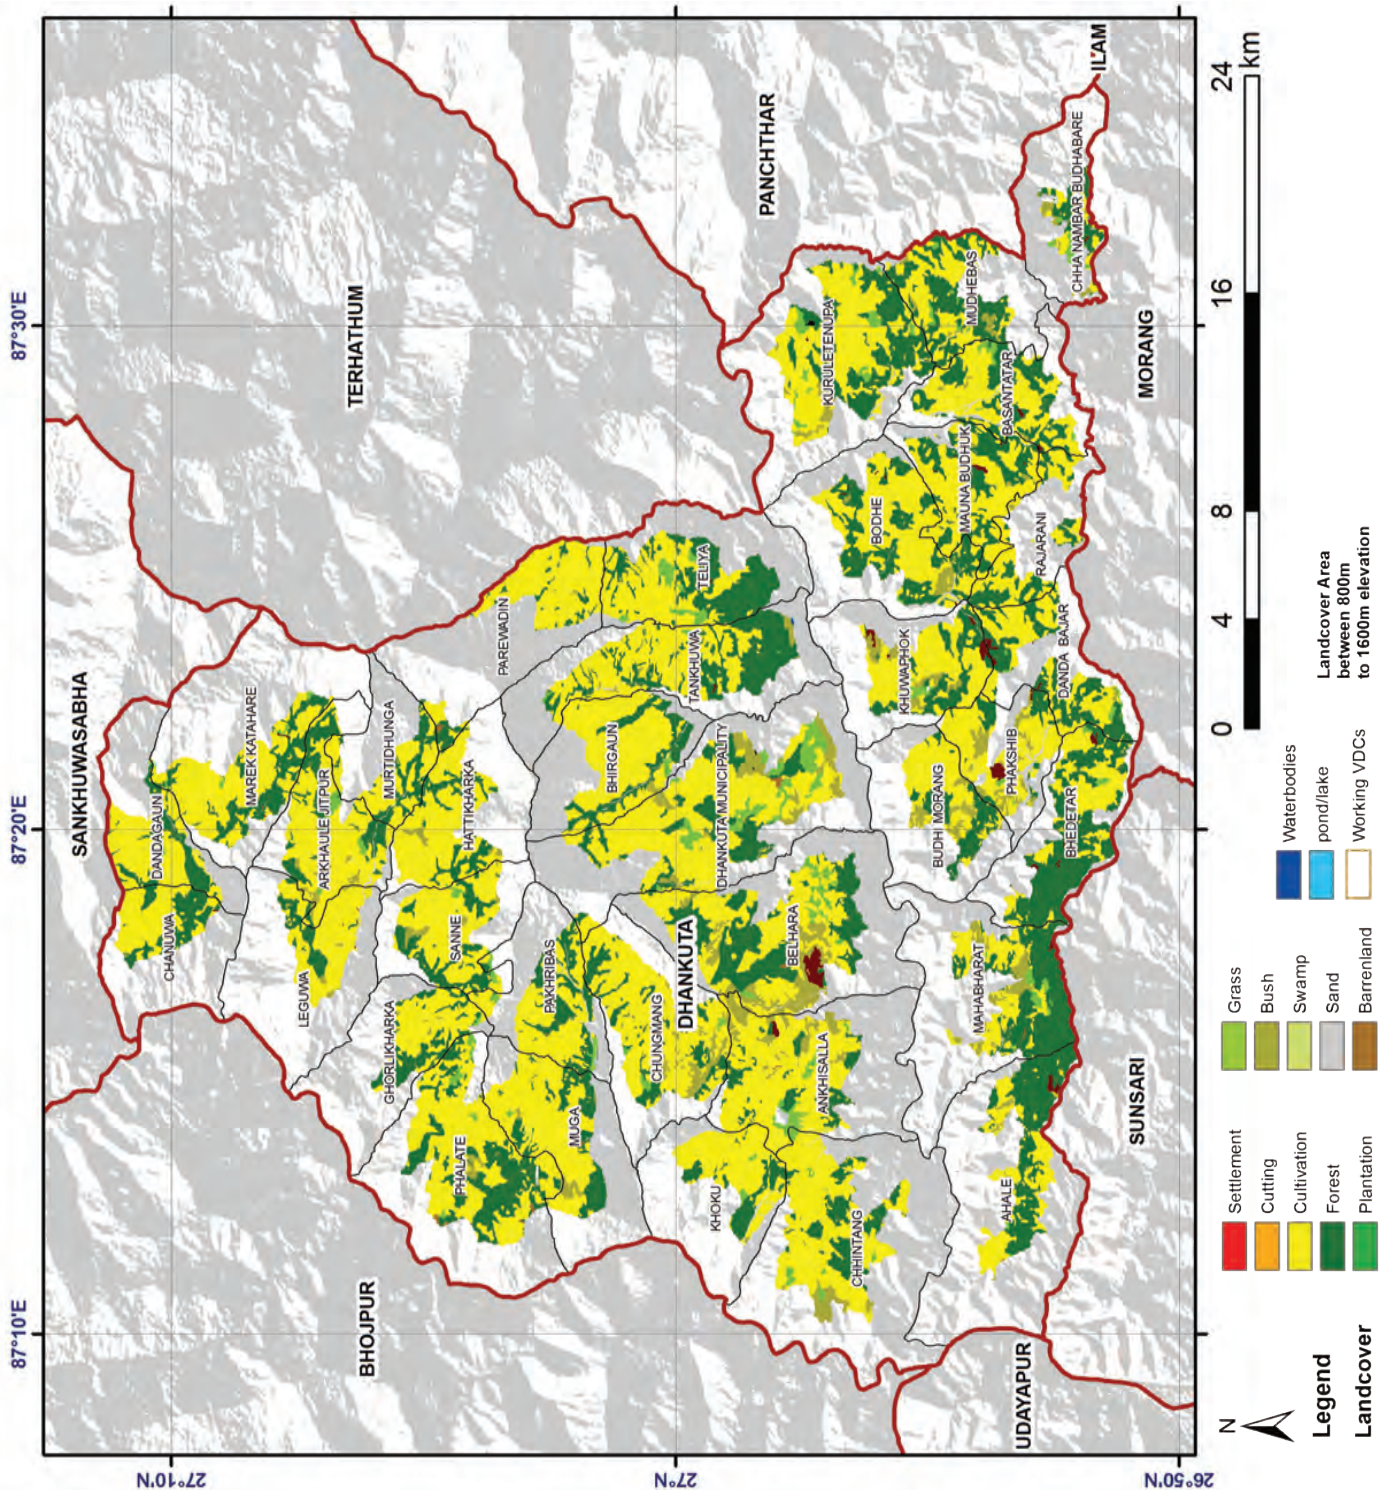 87°10'E
87°20'E
87°30'E
27°10'N
27°N
26°50'N
SANKHUWASABHA
TERHATHUM
PANCHTHAR
ILAM
MORANG
SUNSARI
UDAYAPUR
BHOJPUR
DHANKUTA
CHANUWA
DANDAGAUN
MAREK KATAHARE
ARKHAULE JITPUR
LEGUWA
MURTIDHUNGA
HATTIKHARKA
SANNE
GHORLIKHARKA
PAKHRIBAS
PHALATE
MUGA
CHUNGMANG
PAREWADIN
TELIYA
TANKHUWA
BHIRGAUN
DHANKUTA MUNICIPALITY
BELHARA
ANKHISALLA
KHOKU
CHHINTANG
AHALE
MAHABHARAT
BHEDETAR
BUDHI MORANG
PHAKSHIB
DANDA BAJAR
KHUWAPHOK
RAJARANI
BODHE
MAUNA BUDHUK
BASANTATAR
KURULETENUPA
MUDHEBAS
CHHA NAMBAR BUDHABARE
N
0 4 8 16 24
km
Legend
Landcover
Settlement
Cutting
Cultivation
Forest
Plantation
Grass
Bush
Swamp
Sand
Barrenland
Waterbodies
pond/lake
Working VDCs
Landcover Area
between 800m
to 1600m elevation